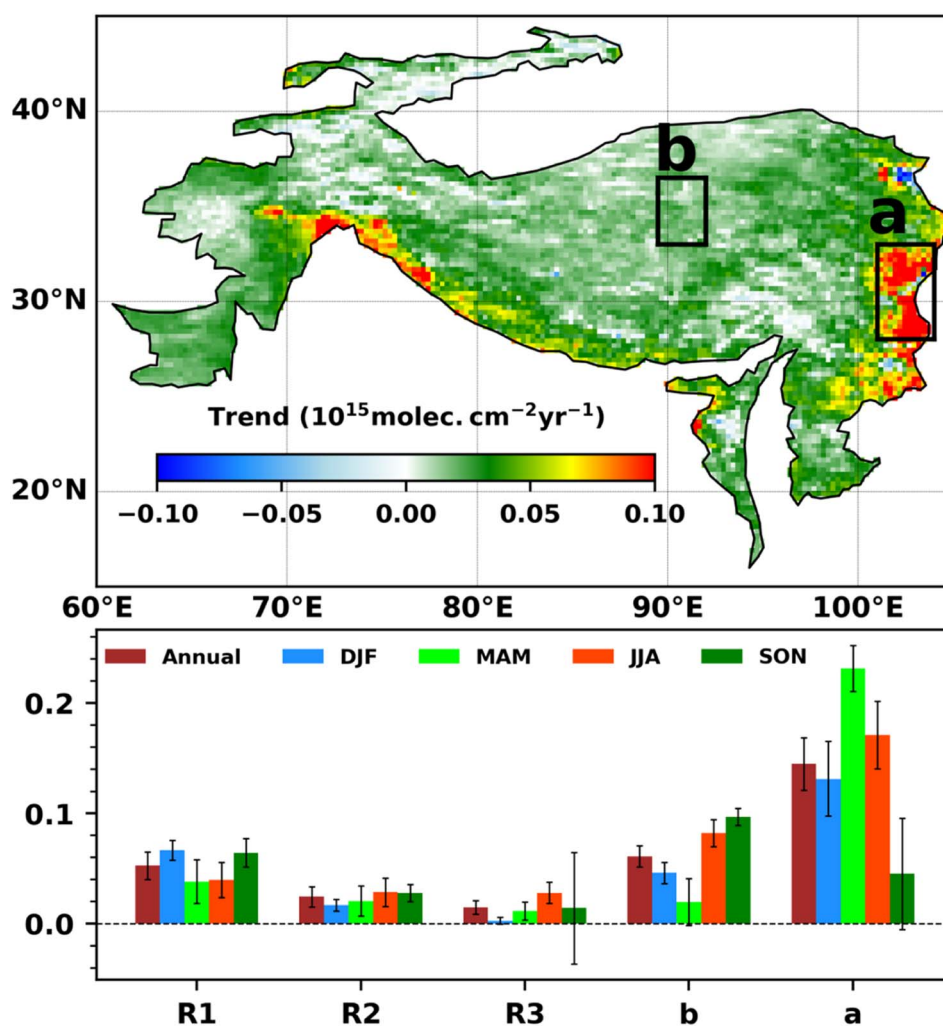 40°N
b
a
30°N
Trend (10¹⁵molec. cm⁻²yr⁻¹)
20°N
−0.10 −0.05 0.00 0.05 0.10
60°E 70°E 80°E 90°E 100°E
Annual DJF MAM JJA SON
0.2
0.1
0.0
R1 R2 R3 b a